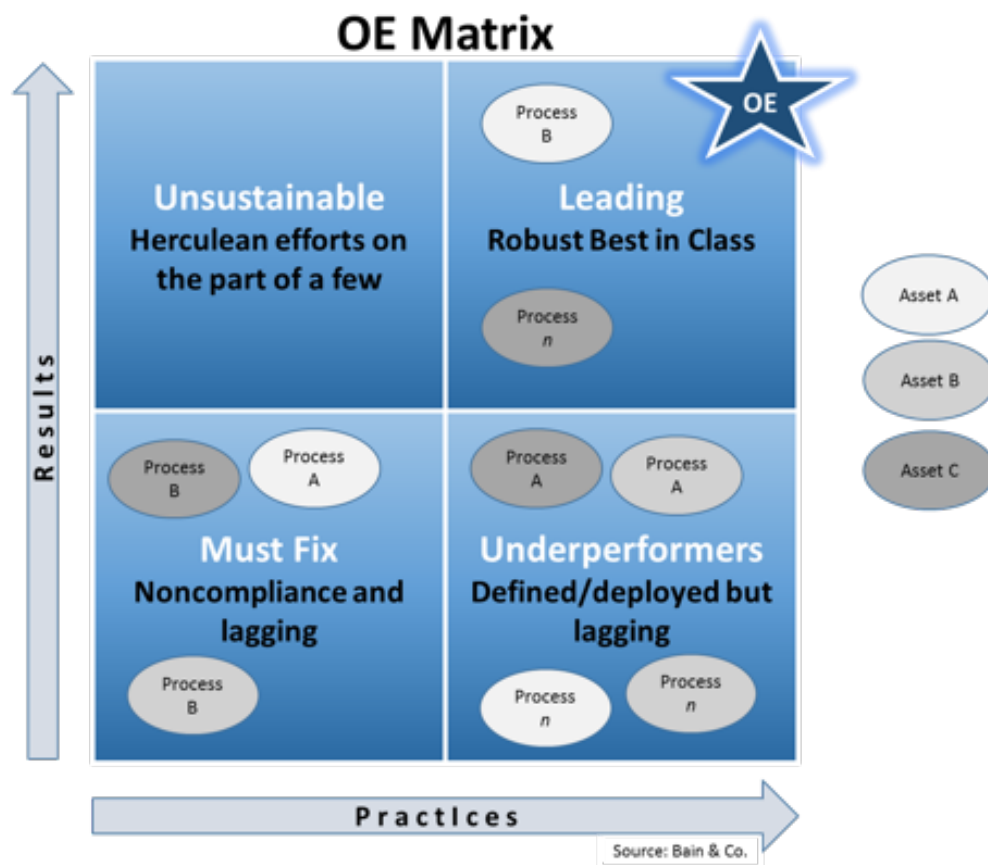 OE Matrix
OE
Process
B
Unsustainable
Herculean efforts on
the part of a few
Leading
Robust Best in Class
Process
n
Asset A
Asset B
Asset C
Results
Process
B
Process
A
Process
A
Process
A
Must Fix
Noncompliance and
lagging
Underperformers
Defined/deployed but
lagging
Process
B
Process
n
Process
n
PractIces
Source: Bain & Co.